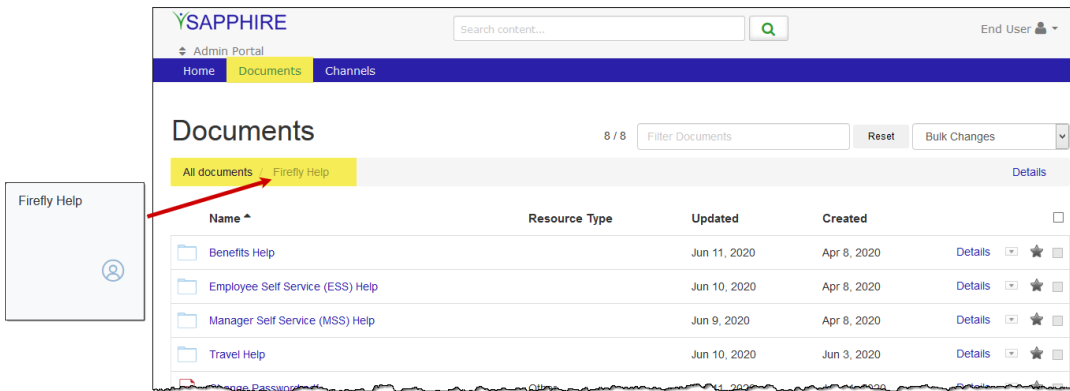 SAPPHIRE
Search content...
End User
Admin Portal
Home Documents Channels
Documents
8 / 8 Filter Documents Reset Bulk Changes
All documents / Firefly Help Details
Firefly Help
Name Resource Type Updated Created
Benefits Help Jun 11, 2020 Apr 8, 2020 Details
Employee Self Service (ESS) Help Jun 10, 2020 Apr 8, 2020 Details
Manager Self Service (MSS) Help Jun 9, 2020 Apr 8, 2020 Details
Travel Help Jun 10, 2020 Jun 3, 2020 Details
Change Password